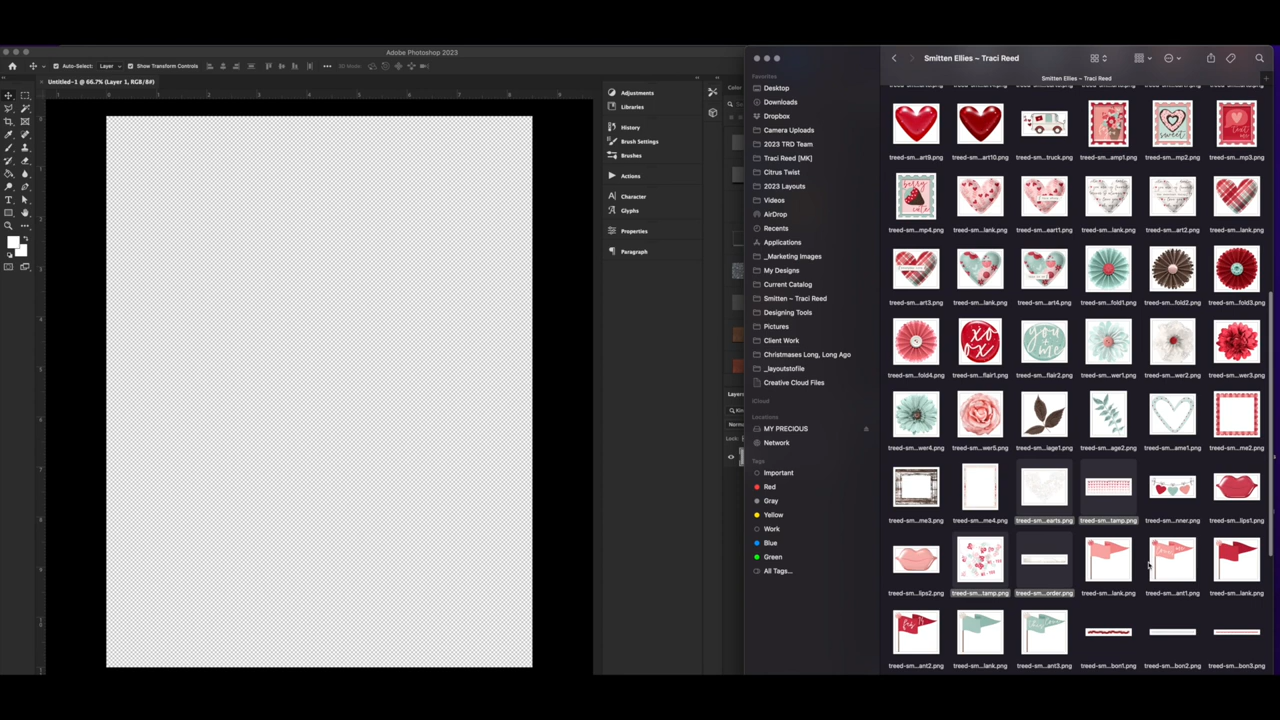 Adobe Photoshop 2023
Auto-Select: Layer
Show Transform Controls
3D Mode:
Untitled-1 @ 66.7% (Layer 1, RGB/8#)
Adjustments
Libraries
History
Brush Settings
Brushes
Actions
Character
Glyphs
Properties
Paragraph
Color
Layers
Lock:
Favorites
Desktop
Downloads
Dropbox
Camera Uploads
2023 TRD Team
Traci Reed [MK]
Citrus Twist
2023 Layouts
Videos
AirDrop
Recents
Applications
_Marketing Images
My Designs
Current Catalog
Smitten ~ Traci Reed
Designing Tools
Pictures
Client Work
Christmases Long, Long Ago
_layoutstofile
Creative Cloud Files
iCloud
Locations
MY PRECIOUS
Network
Tags
Important
Red
Gray
Yellow
Work
Blue
Green
All Tags...
Smitten Ellies ~ Traci Reed
Smitten Ellies ~ Traci Reed
treed-sm...art9.png treed-sm...art10.png treed-sm...truck.png treed-sm...amp1.png treed-sm...mp2.png treed-sm...mp3.png
treed-sm...mp4.png treed-sm...lank.png treed-sm...eart1.png treed-sm...lank.png treed-sm...art2.png treed-sm...lank.png
treed-sm...art3.png treed-sm...lank.png treed-sm...art4.png treed-sm...fold1.png treed-sm...fold2.png treed-sm...fold3.png
treed-sm...fold4.png treed-sm...flair1.png treed-sm...flair2.png treed-sm...wer1.png treed-sm...wer2.png treed-sm...wer3.png
treed-sm...wer4.png treed-sm...wer5.png treed-sm...iage1.png treed-sm...age2.png treed-sm...ame1.png treed-sm...me2.png
treed-sm...me3.png treed-sm...me4.png treed-sm...earts.png treed-sm...tamp.png treed-sm...nner.png treed-sm...lips1.png
treed-sm...lips2.png treed-sm...tamp.png treed-sm...order.png treed-sm...lank.png treed-sm...ant1.png treed-sm...lank.png
treed-sm...ant2.png treed-sm...lank.png treed-sm...ant3.png treed-sm...bon1.png treed-sm...bon2.png treed-sm...bon3.png
sweet
xo
ox
you
+ me